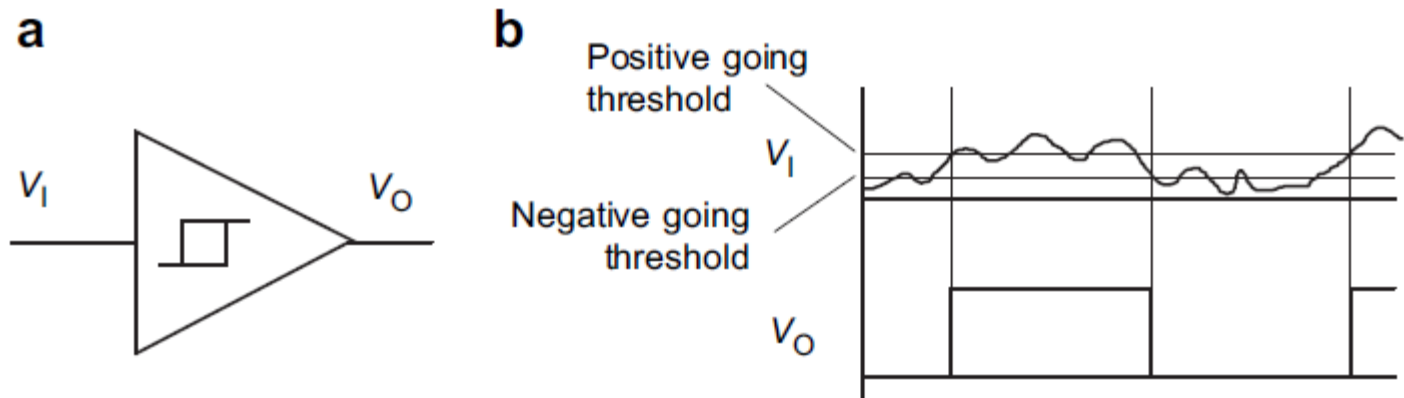 a
V_I
V_O
b
Positive going
threshold
V_I
Negative going
threshold
V_O